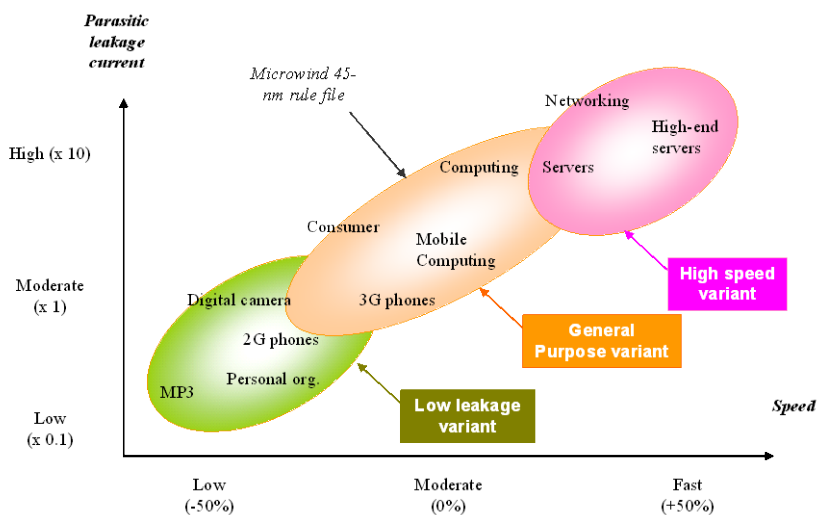 Parasitic
leakage
current
Microwind 45-
nm rule file
Networking
High-end
servers
High (x 10)
Computing
Servers
Consumer
Mobile
Computing
High speed
variant
Moderate
(x 1)
Digital camera
3G phones
General
Purpose variant
2G phones
Personal org.
MP3
Low leakage
variant
Speed
Low
(x 0.1)
Low
(-50%)
Moderate
(0%)
Fast
(+50%)